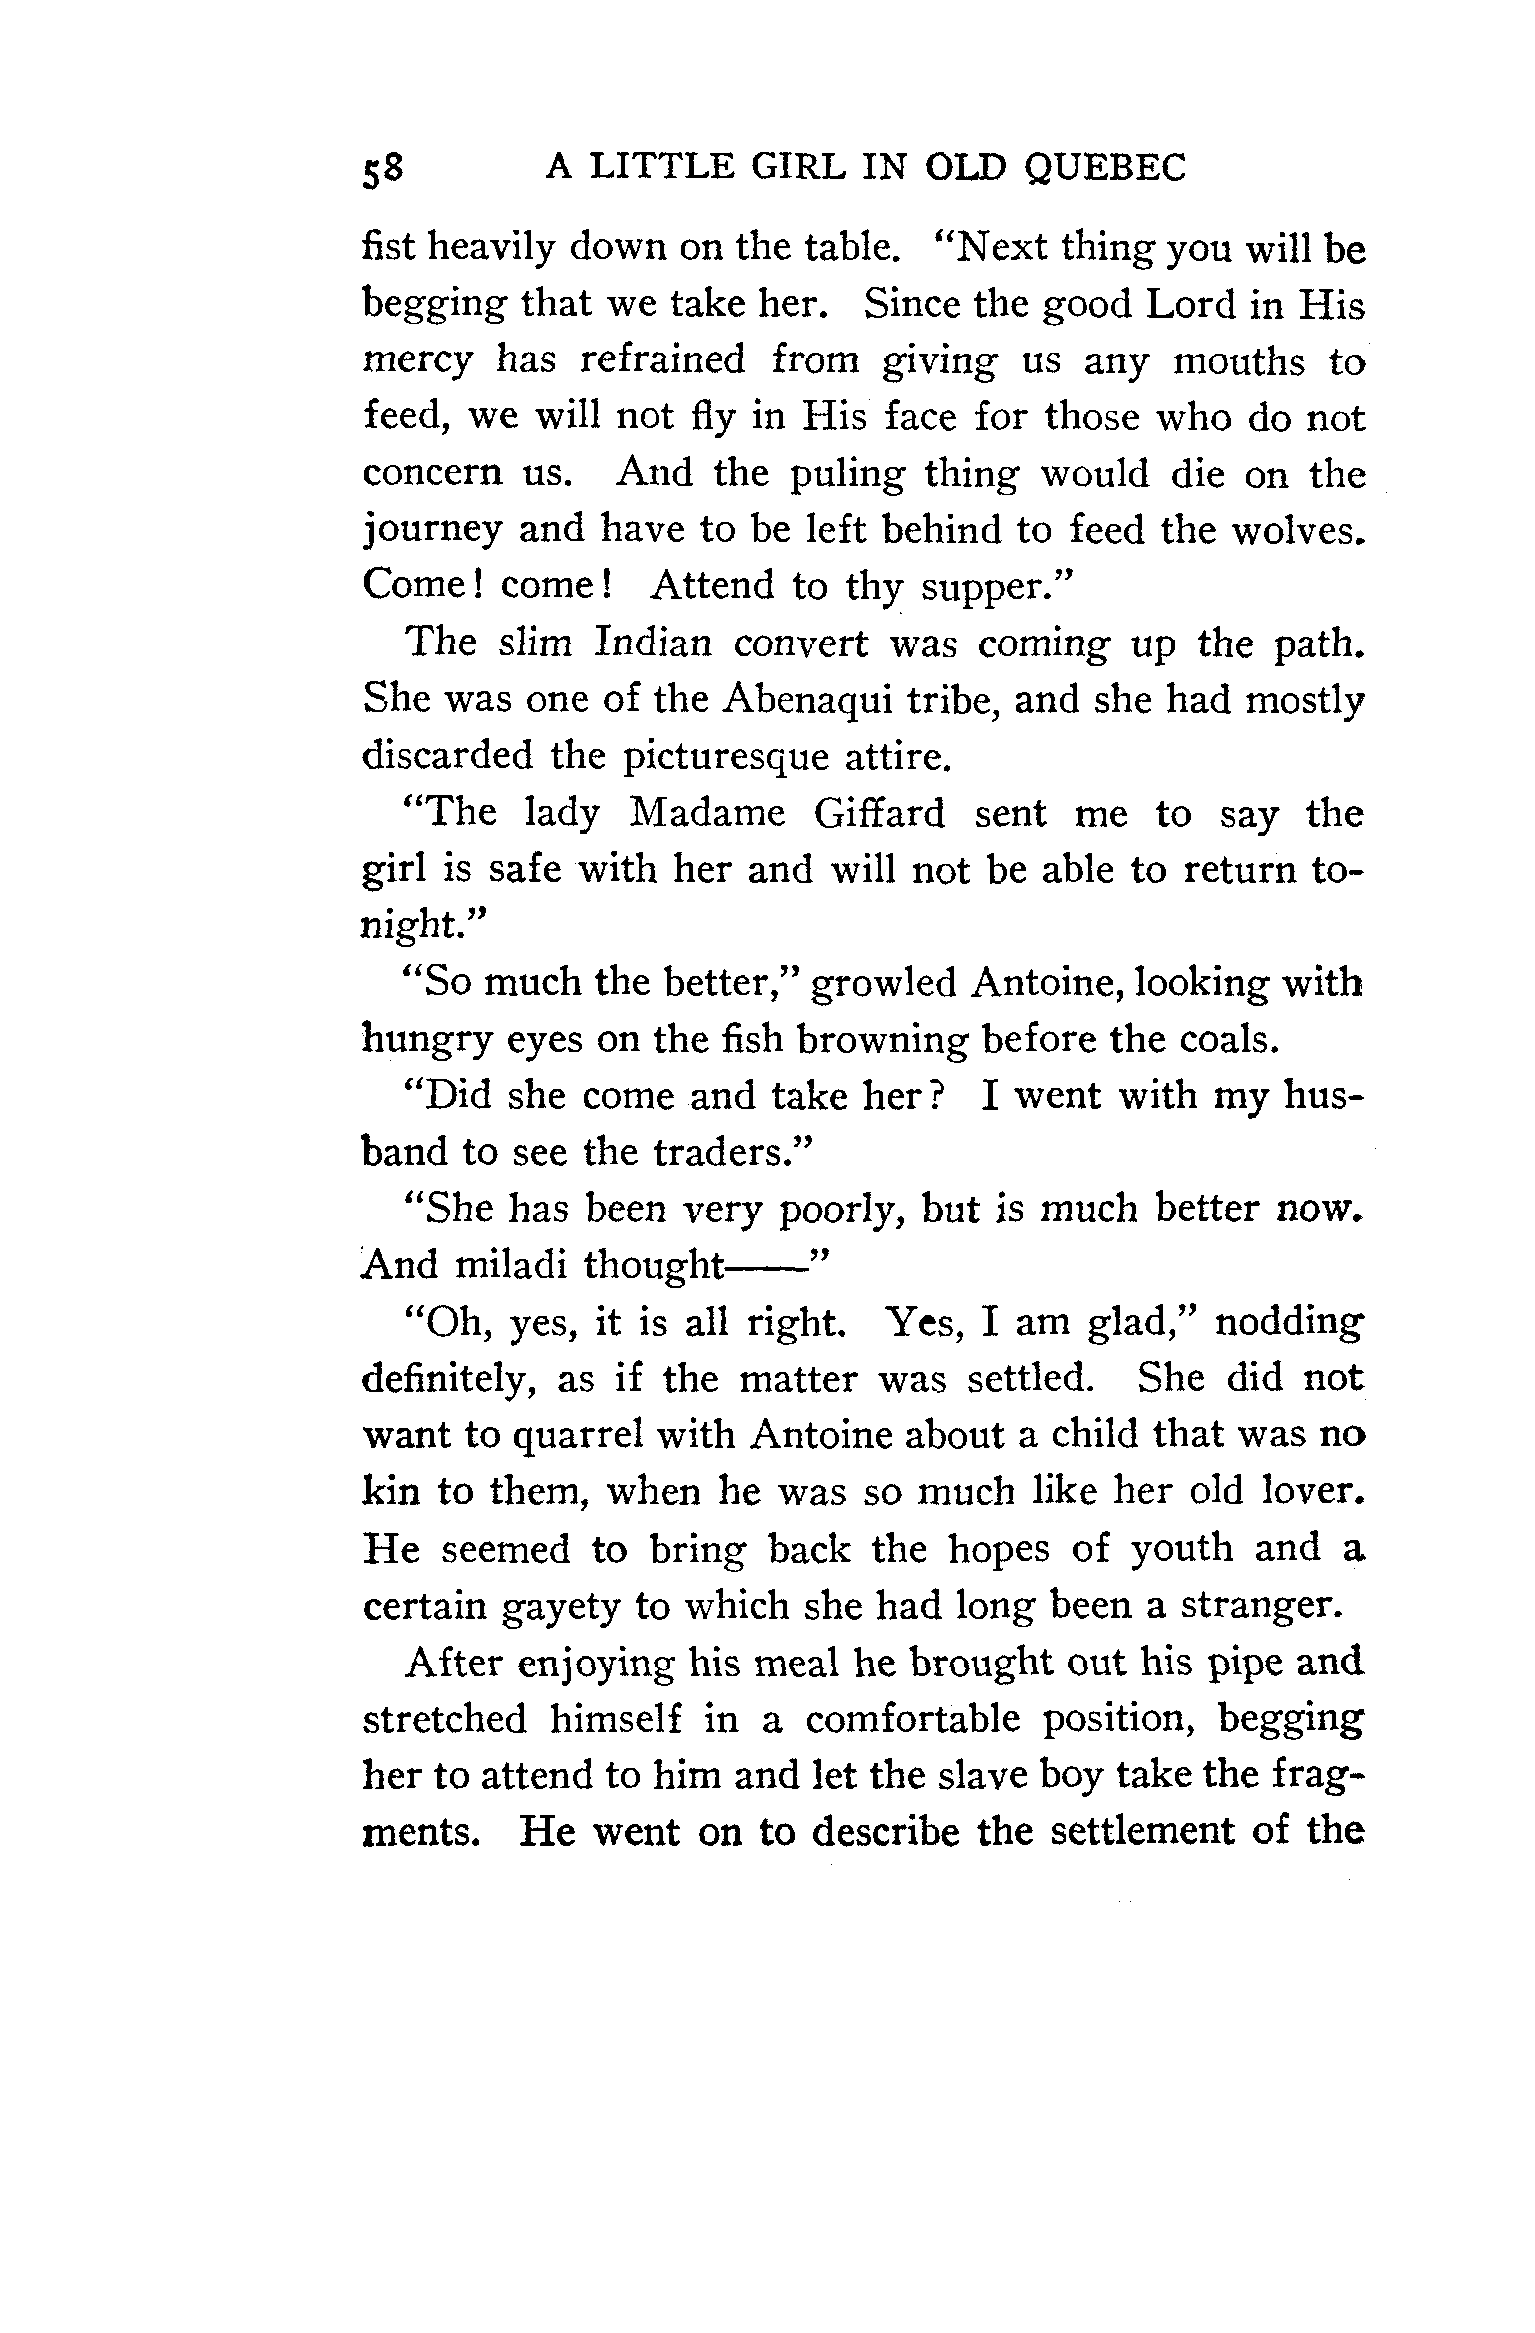 58 A LITTLE GIRL IN OLD QUEBEC
fist heavily down on the table. “Next thing you will be
begging that we take her. Since the good Lord in His
mercy has refrained from giving us any mouths to
feed, we will not fly in His face for those who do not
concern us. And the puling thing would die on the
journey and have to be left behind to feed the wolves.
Come! come! Attend to thy supper.”
The slim Indian convert was coming up the path.
She was one of the Abenaqui tribe, and she had mostly
discarded the picturesque attire.
“The lady Madame Giffard sent me to say the
girl is safe with her and will not be able to return to-
night.”
“So much the better,” growled Antoine, looking with
hungry eyes on the fish browning before the coals.
“Did she come and take her? I went with my hus-
band to see the traders.”
“She has been very poorly, but is much better now.
And miladi thought——”
“Oh, yes, it is all right. Yes, I am glad,” nodding
definitely, as if the matter was settled. She did not
want to quarrel with Antoine about a child that was no
kin to them, when he was so much like her old lover.
He seemed to bring back the hopes of youth and a
certain gayety to which she had long been a stranger.
After enjoying his meal he brought out his pipe and
stretched himself in a comfortable position, begging
her to attend to him and let the slave boy take the frag-
ments. He went on to describe the settlement of the